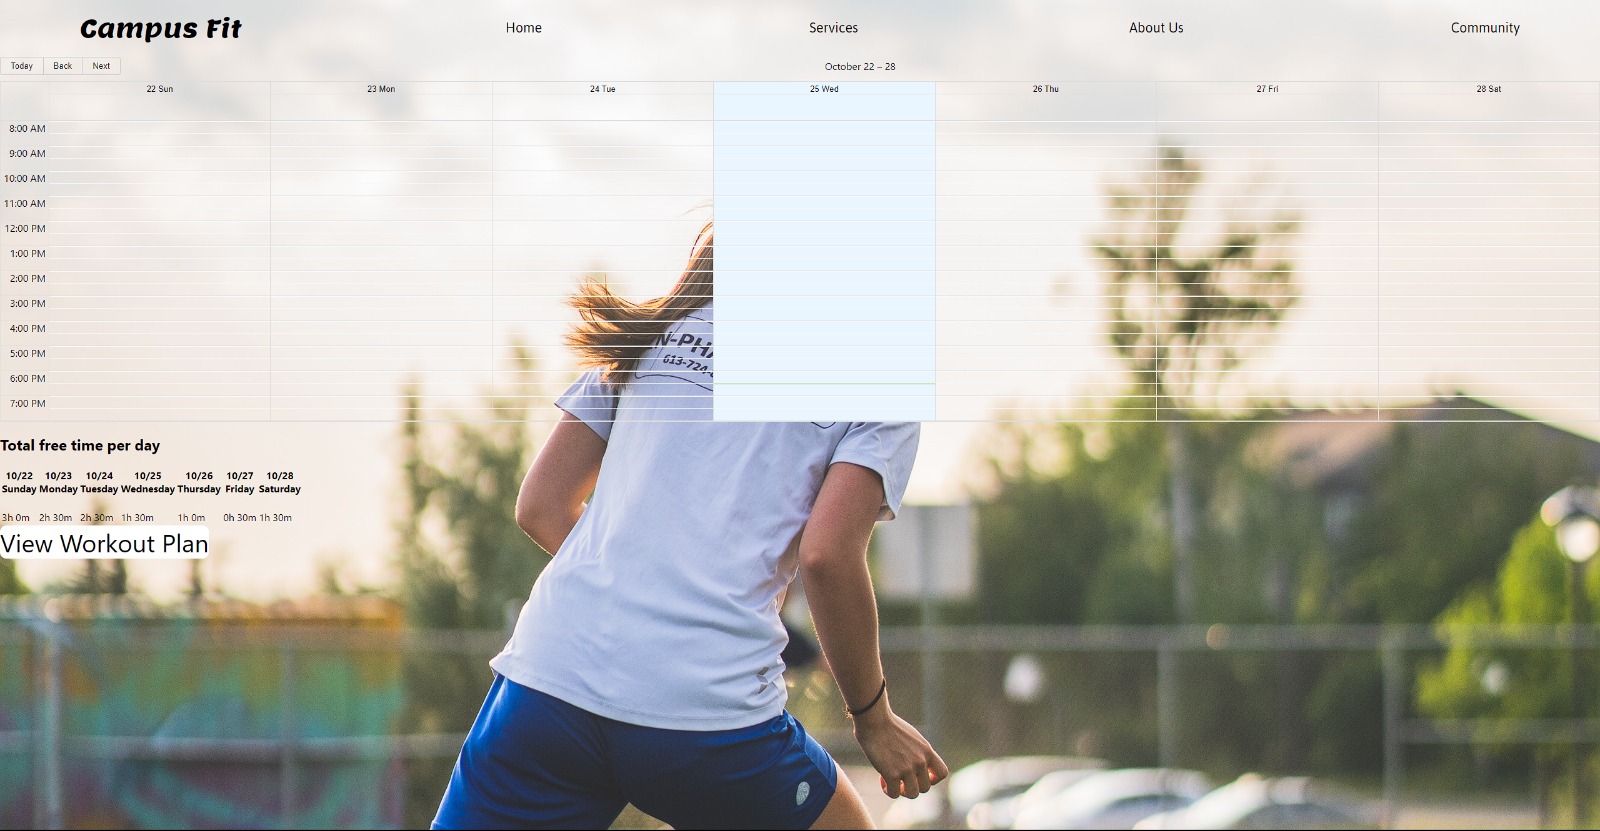 Campus Fit Home Services About Us Community
Today Back Next October 22 – 28
22 Sun 23 Mon 24 Tue 25 Wed 26 Thu 27 Fri 28 Sat
8:00 AM
9:00 AM
10:00 AM
11:00 AM
12:00 PM
1:00 PM
2:00 PM
3:00 PM
4:00 PM
5:00 PM
6:00 PM
7:00 PM
N-PHA
613-724-
Total free time per day
10/22 10/23 10/24 10/25 10/26 10/27 10/28
Sunday Monday Tuesday Wednesday Thursday Friday Saturday
3h 0m 2h 30m 2h 30m 1h 30m 1h 0m 0h 30m 1h 30m
View Workout Plan